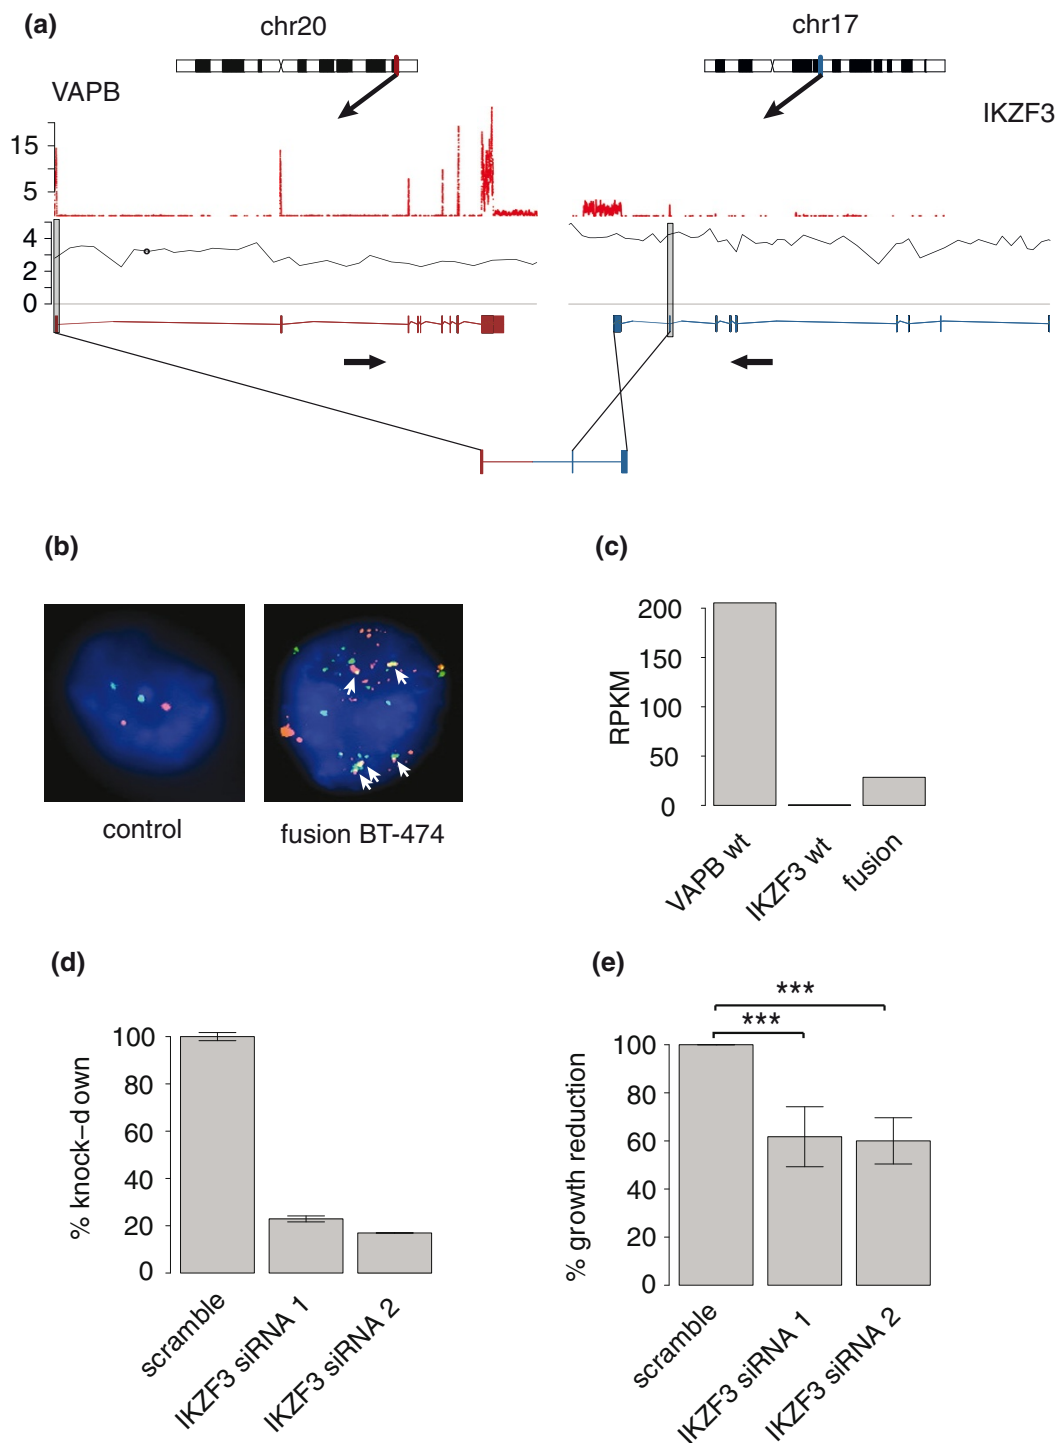 (a)
chr20
chr17
VAPB
IKZF3
15
5
4
2
0
(b)
control
fusion BT-474
(c)
RPKM
200
150
100
50
0
VAPB wt
IKZF3 wt
fusion
(d)
% knock-down
100
80
60
40
20
0
scramble
IKZF3 siRNA 1
IKZF3 siRNA 2
(e)
***
***
% growth reduction
100
80
60
40
20
0
scramble
IKZF3 siRNA 1
IKZF3 siRNA 2